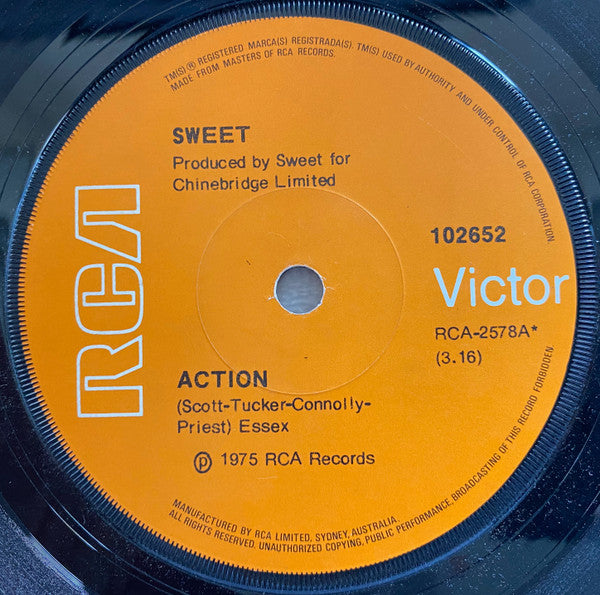 TM(S) ® REGISTERED MARCA(S) REGISTRADA(S). TM(S) USED BY AUTHORITY AND UNDER CONTROL OF RCA CORPORATION.
MADE FROM MASTERS OF RCA RECORDS.
SWEET
Produced by Sweet for
Chinebridge Limited
RCA
102652
Victor
RCA-2578A*
(3.16)
ACTION
(Scott-Tucker-Connolly-
Priest) Essex
℗ 1975 RCA Records
MANUFACTURED BY RCA LIMITED, SYDNEY, AUSTRALIA
ALL RIGHTS RESERVED. UNAUTHORIZED COPYING, PUBLIC PERFORMANCE, BROADCASTING OF THIS RECORD FORBIDDEN